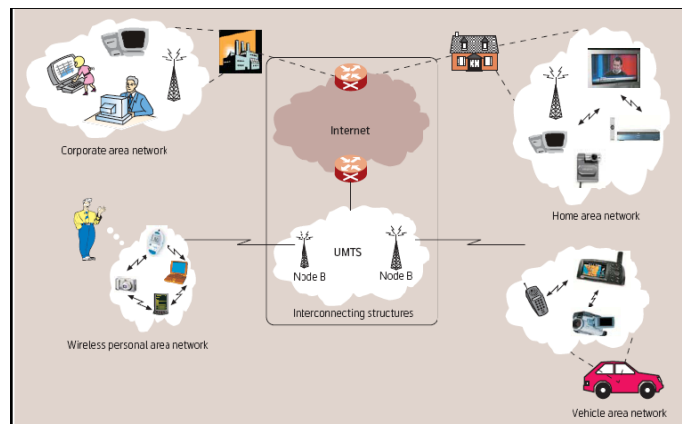 Internet
Corporate area network
Home area network
UMTS
Node B
Node B
Interconnecting structures
Wireless personal area network
Vehicle area network